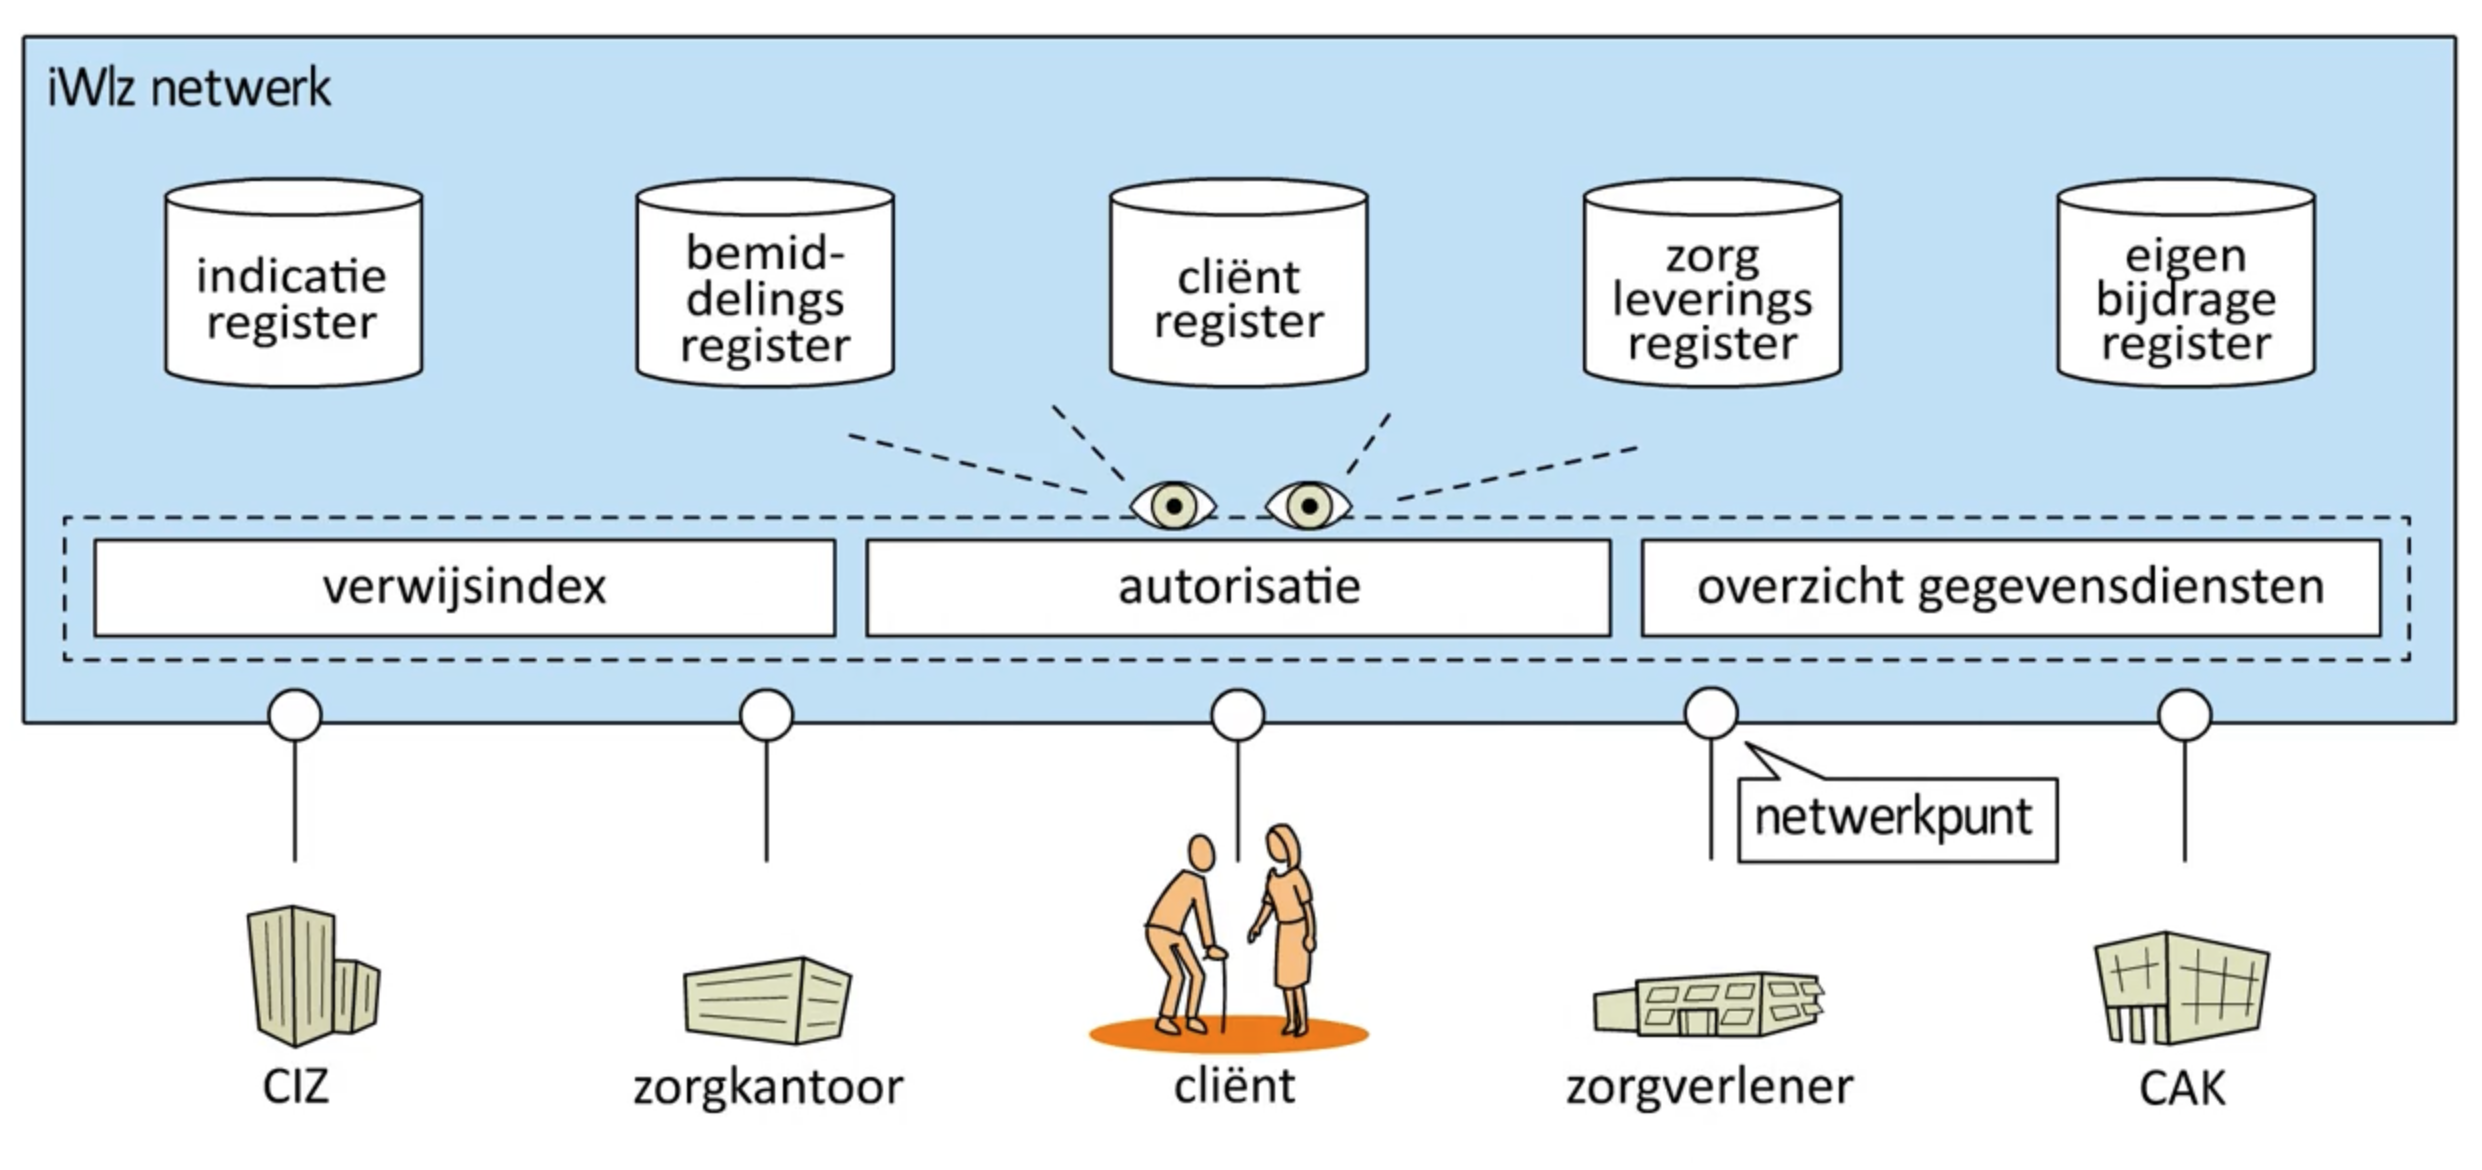 iWlz netwerk
indicatie
register
bemid-
delings
register
cliënt
register
zorg
leverings
register
eigen
bijdrage
register
verwijsindex
autorisatie
overzicht gegevensdiensten
netwerkpunt
CIZ
zorgkantoor
cliënt
zorgverlener
CAK